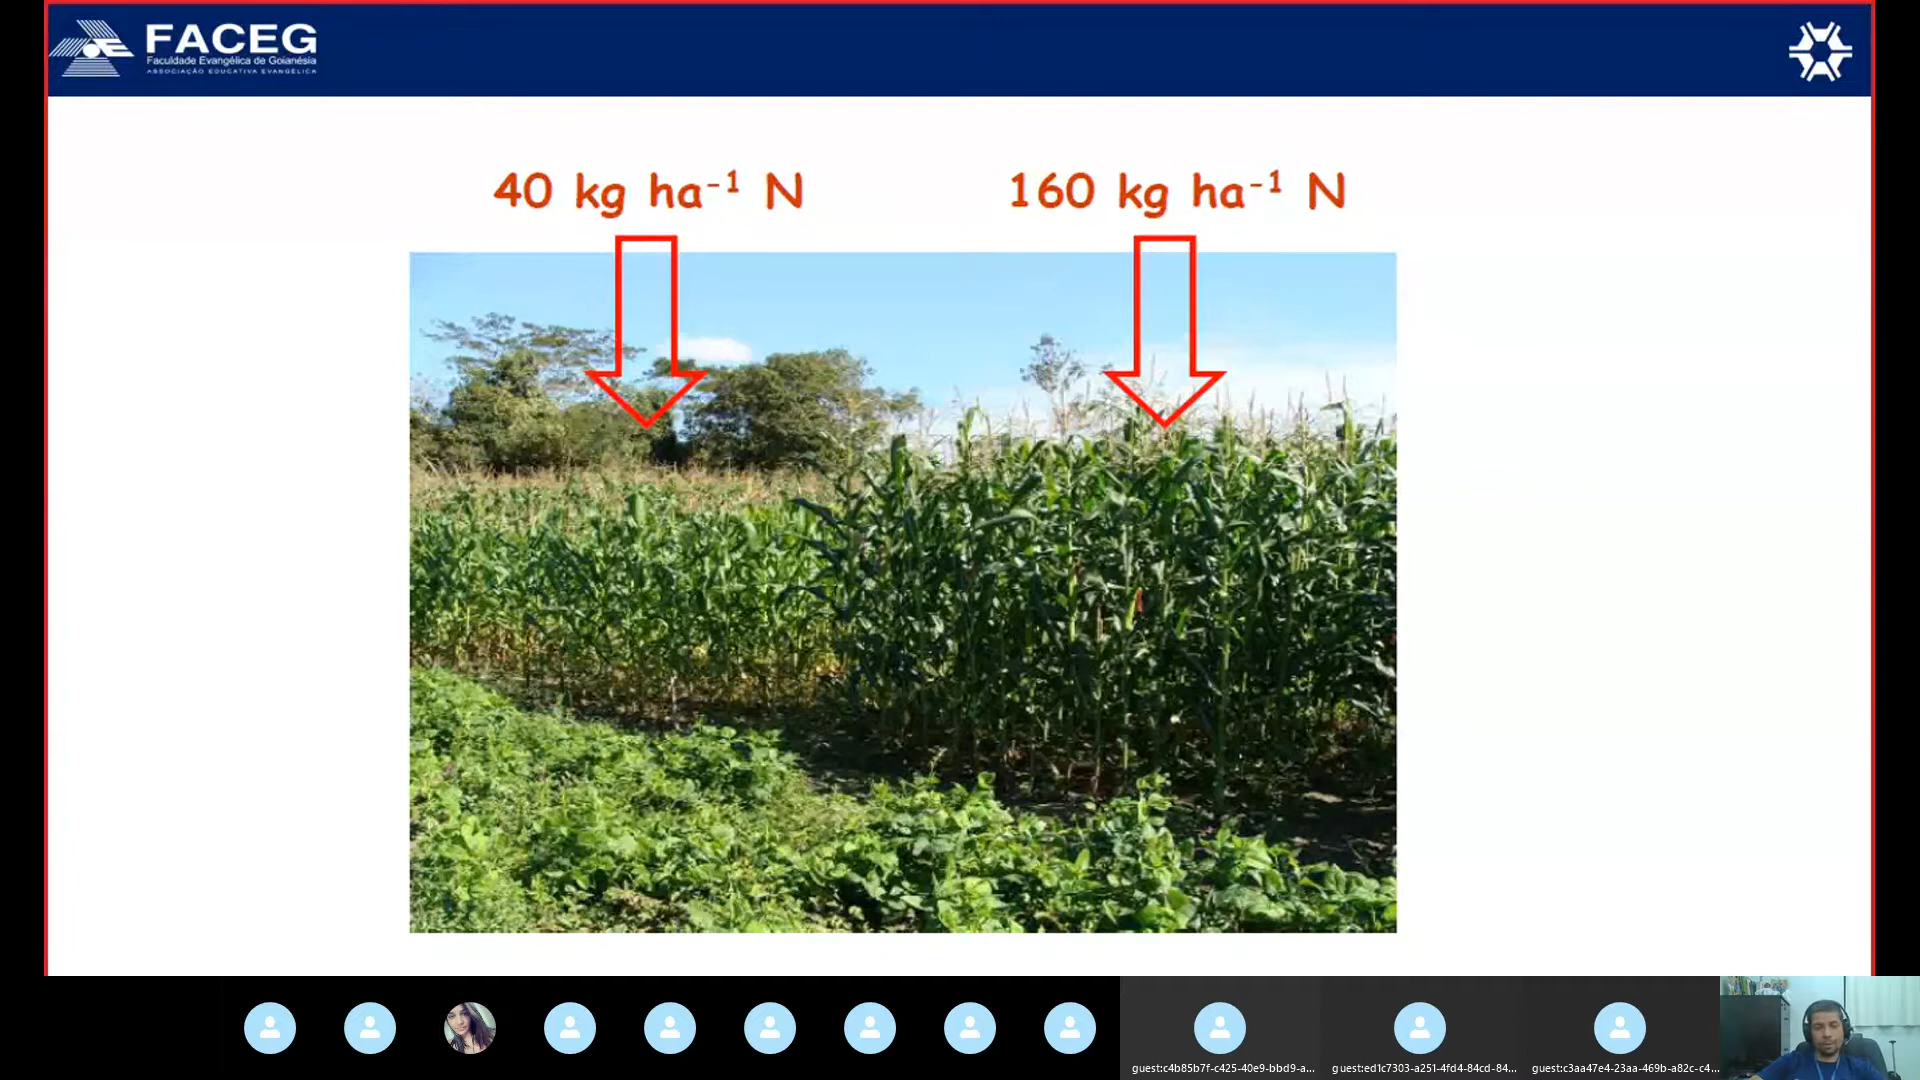 FACEG
Faculdade Evangélica de Goianésia
ASSOCIAÇÃO EDUCATIVA EVANGÉLICA
40 kg ha⁻¹ N
160 kg ha⁻¹ N
guest:c4b85b7f-c425-40e9-bbd9-a...
guest:ed1c7303-a251-4fd4-84cd-84...
guest:c3aa47e4-23aa-469b-a82c-c4...